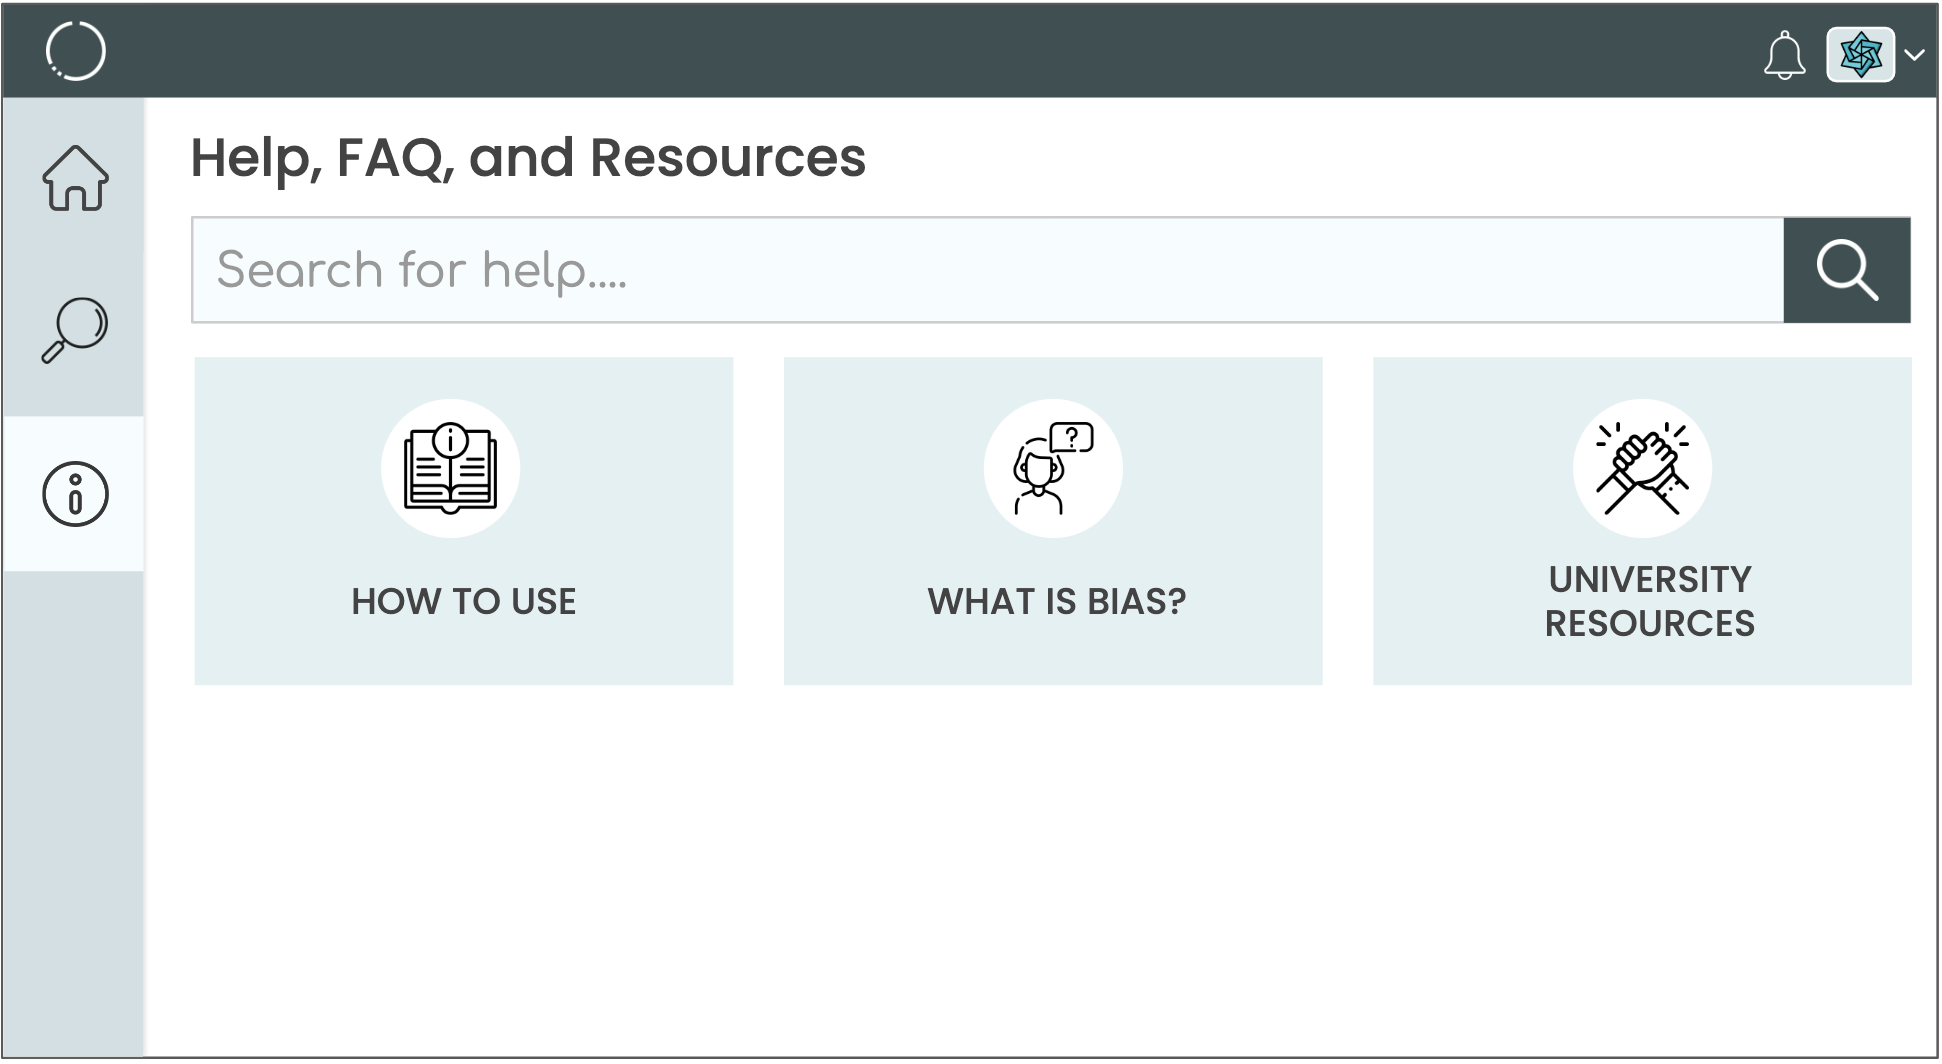 Help, FAQ, and Resources
Search for help....
HOW TO USE
?
WHAT IS BIAS?
UNIVERSITY
RESOURCES